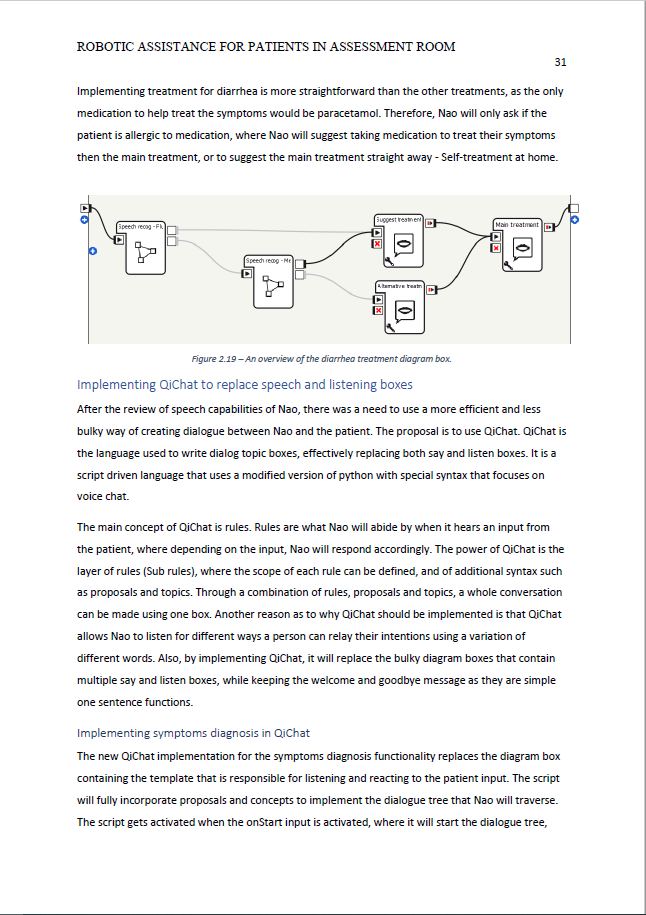 ROBOTIC ASSISTANCE FOR PATIENTS IN ASSESSMENT ROOM
31
Implementing treatment for diarrhea is more straightforward than the other treatments, as the only
medication to help treat the symptoms would be paracetamol. Therefore, Nao will only ask if the
patient is allergic to medication, where Nao will suggest taking medication to treat their symptoms
then the main treatment, or to suggest the main treatment straight away - Self-treatment at home.
Speech recog - Flu
Suggest treatment
Main treatment
Speech recog - Me
Alternative treatm
Figure 2.19 – An overview of the diarrhea treatment diagram box.
Implementing QiChat to replace speech and listening boxes
After the review of speech capabilities of Nao, there was a need to use a more efficient and less
bulky way of creating dialogue between Nao and the patient. The proposal is to use QiChat. QiChat is
the language used to write dialog topic boxes, effectively replacing both say and listen boxes. It is a
script driven language that uses a modified version of python with special syntax that focuses on
voice chat.
The main concept of QiChat is rules. Rules are what Nao will abide by when it hears an input from
the patient, where depending on the input, Nao will respond accordingly. The power of QiChat is the
layer of rules (Sub rules), where the scope of each rule can be defined, and of additional syntax such
as proposals and topics. Through a combination of rules, proposals and topics, a whole conversation
can be made using one box. Another reason as to why QiChat should be implemented is that QiChat
allows Nao to listen for different ways a person can relay their intentions using a variation of
different words. Also, by implementing QiChat, it will replace the bulky diagram boxes that contain
multiple say and listen boxes, while keeping the welcome and goodbye message as they are simple
one sentence functions.
Implementing symptoms diagnosis in QiChat
The new QiChat implementation for the symptoms diagnosis functionality replaces the diagram box
containing the template that is responsible for listening and reacting to the patient input. The script
will fully incorporate proposals and concepts to implement the dialogue tree that Nao will traverse.
The script gets activated when the onStart input is activated, where it will start the dialogue tree,